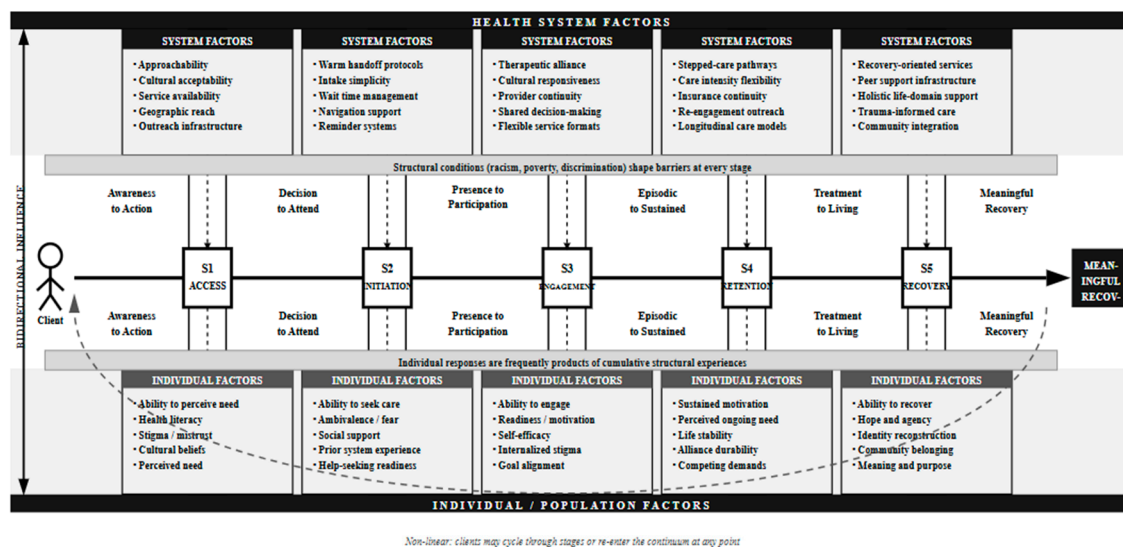 HEALTH SYSTEM FACTORS
SYSTEM FACTORS
• Approachability
• Cultural acceptability
• Service availability
• Geographic reach
• Outreach infrastructure
SYSTEM FACTORS
• Warm handoff protocols
• Intake simplicity
• Wait time management
• Navigation support
• Reminder systems
SYSTEM FACTORS
• Therapeutic alliance
• Cultural responsiveness
• Provider continuity
• Shared decision-making
• Flexible service formats
SYSTEM FACTORS
• Stepped-care pathways
• Care intensity flexibility
• Insurance continuity
• Re-engagement outreach
• Longitudinal care models
SYSTEM FACTORS
• Recovery-oriented services
• Peer support infrastructure
• Holistic life-domain support
• Trauma-informed care
• Community integration
Structural conditions (racism, poverty, discrimination) shape barriers at every stage
BIDIRECTIONAL INFLUENCE
Awareness
to Action
Decision
to Attend
Presence to
Participation
Episodic
to Sustained
Treatment
to Living
Meaningful
Recovery
Client
S1
ACCESS
S2
INITIATION
S3
ENGAGEMENT
S4
RETENTION
S5
RECOVERY
MEAN-
INGFUL
RECOV-
Awareness
to Action
Decision
to Attend
Presence to
Participation
Episodic
to Sustained
Treatment
to Living
Meaningful
Recovery
Individual responses are frequently products of cumulative structural experiences
INDIVIDUAL FACTORS
• Ability to perceive need
• Health literacy
• Stigma / mistrust
• Cultural beliefs
• Perceived need
INDIVIDUAL FACTORS
• Ability to seek care
• Ambivalence / fear
• Social support
• Prior system experience
• Help-seeking readiness
INDIVIDUAL FACTORS
• Ability to engage
• Readiness / motivation
• Self-efficacy
• Internalized stigma
• Goal alignment
INDIVIDUAL FACTORS
• Sustained motivation
• Perceived ongoing need
• Life stability
• Alliance durability
• Competing demands
INDIVIDUAL FACTORS
• Ability to recover
• Hope and agency
• Identity reconstruction
• Community belonging
• Meaning and purpose
INDIVIDUAL / POPULATION FACTORS
Non-linear: clients may cycle through stages or re-enter the continuum at any point